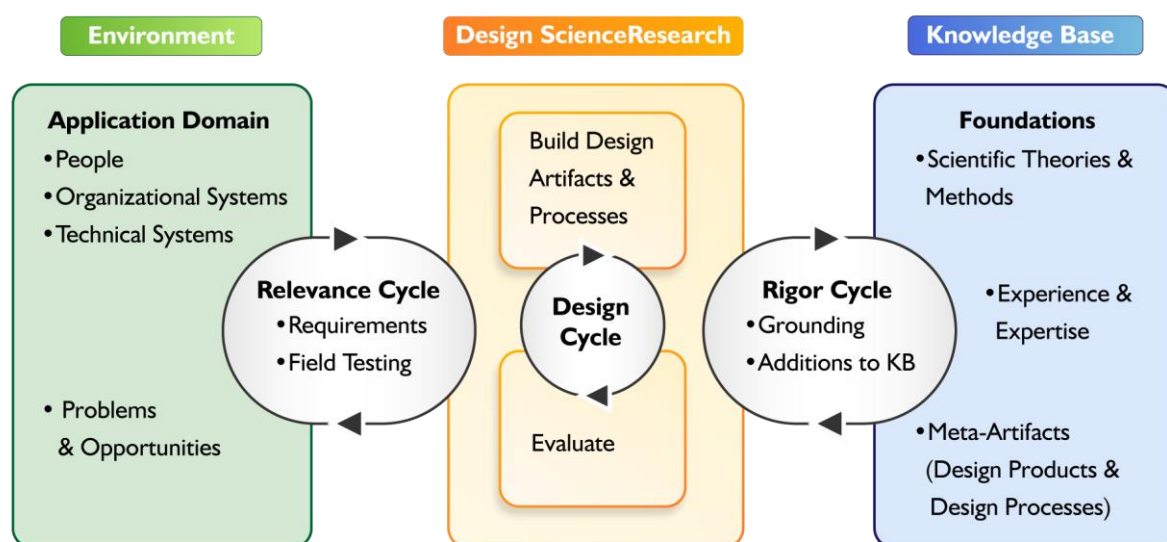 Environment
Design ScienceResearch
Knowledge Base
Application Domain
•People
•Organizational Systems
•Technical Systems
• Problems
& Opportunities
Relevance Cycle
•Requirements
•Field Testing
Build Design
Artifacts &
Processes
Design
Cycle
Evaluate
Rigor Cycle
•Grounding
•Additions to KB
Foundations
•Scientific Theories &
Methods
•Experience &
Expertise
•Meta-Artifacts
(Design Products &
Design Processes)